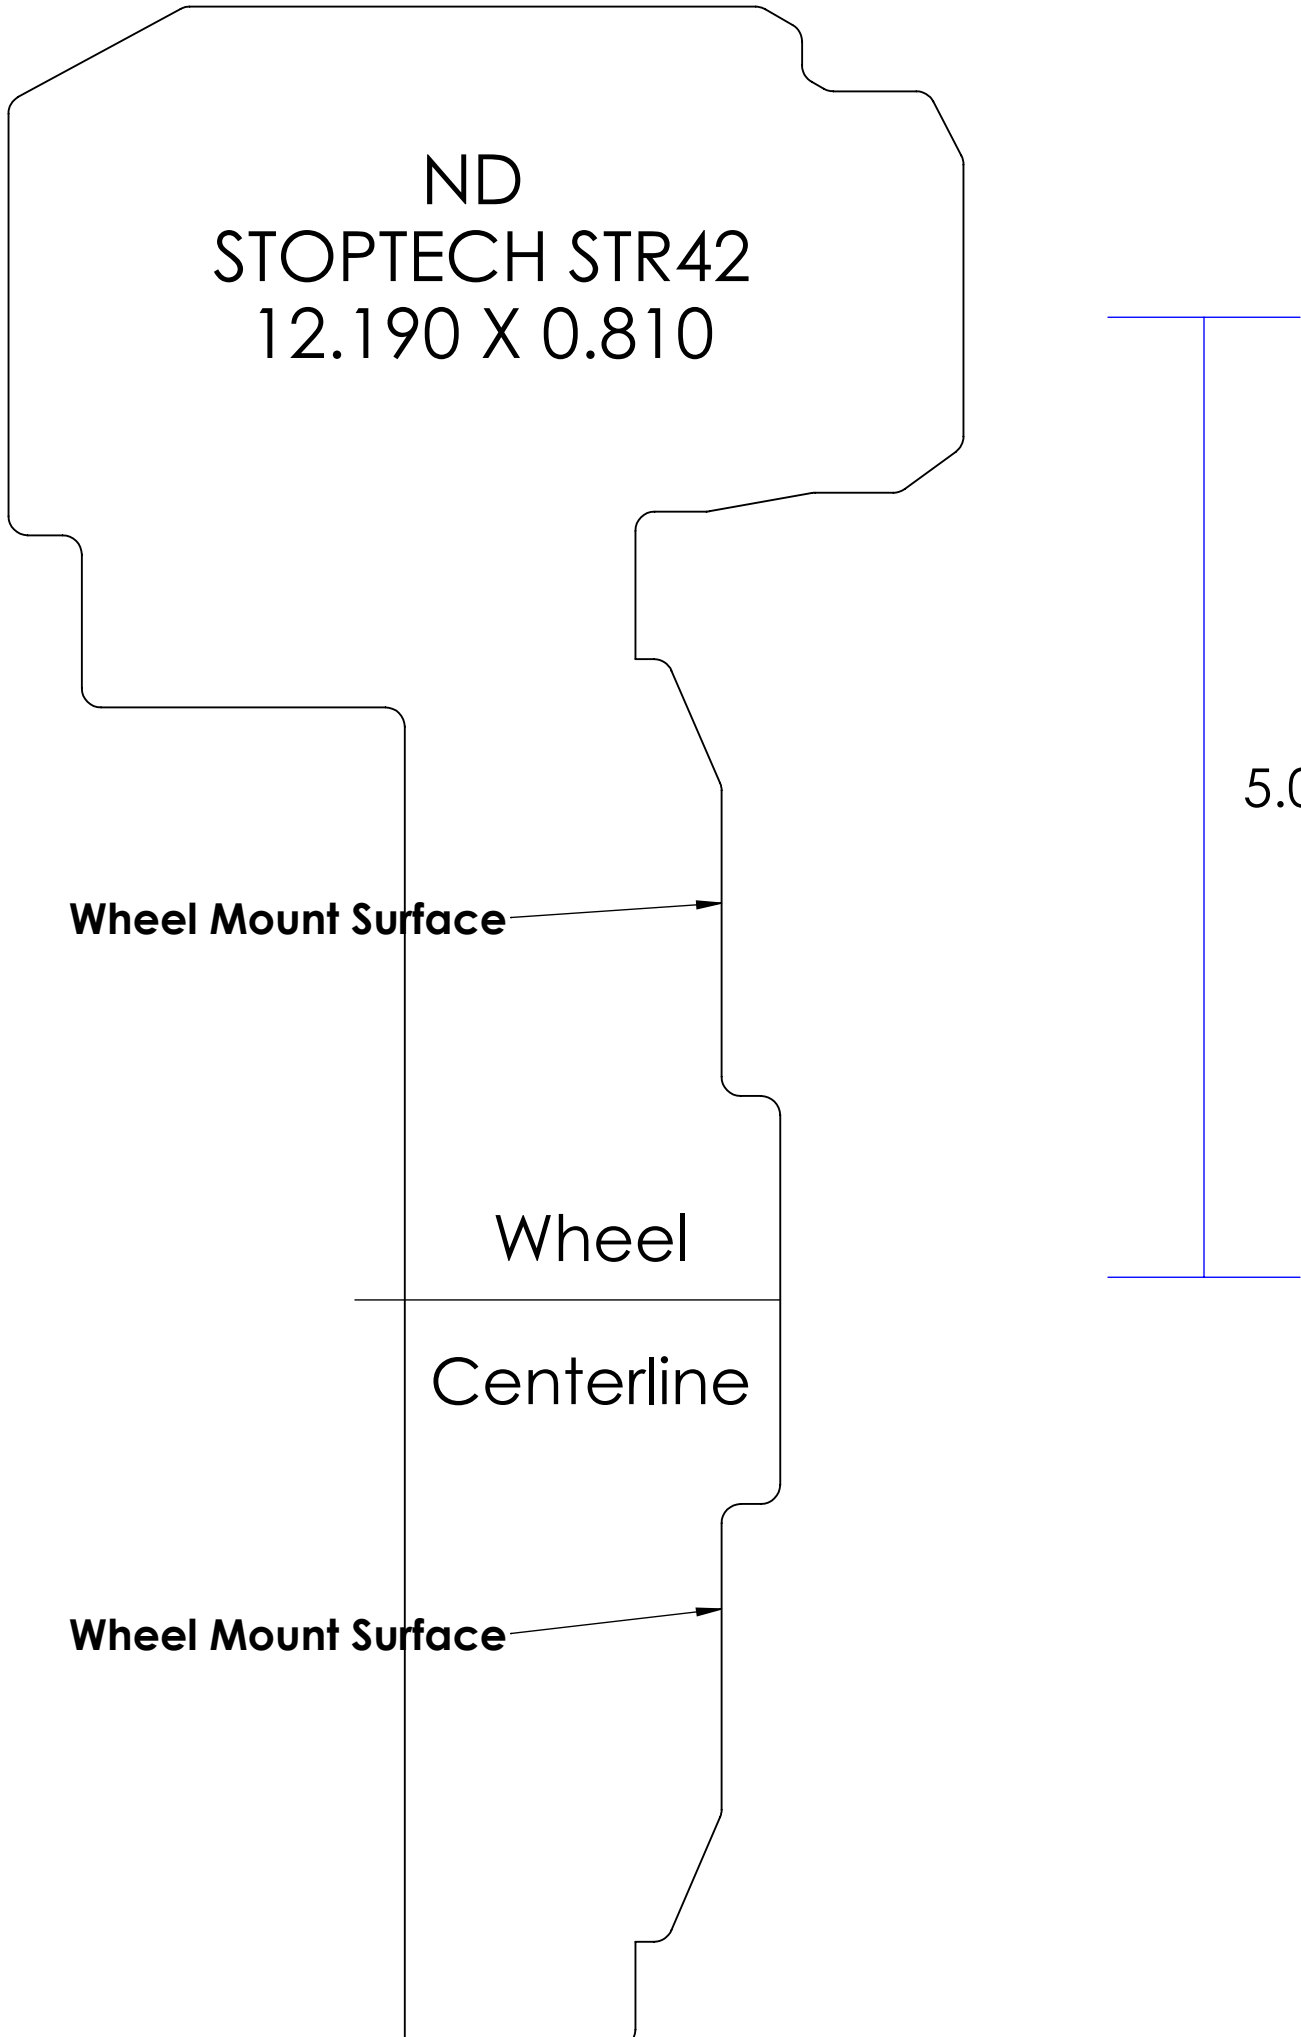 ND
STOPTECH STR42
12.190 X 0.810
Wheel Mount Surface
Wheel
Centerline
Wheel Mount Surface